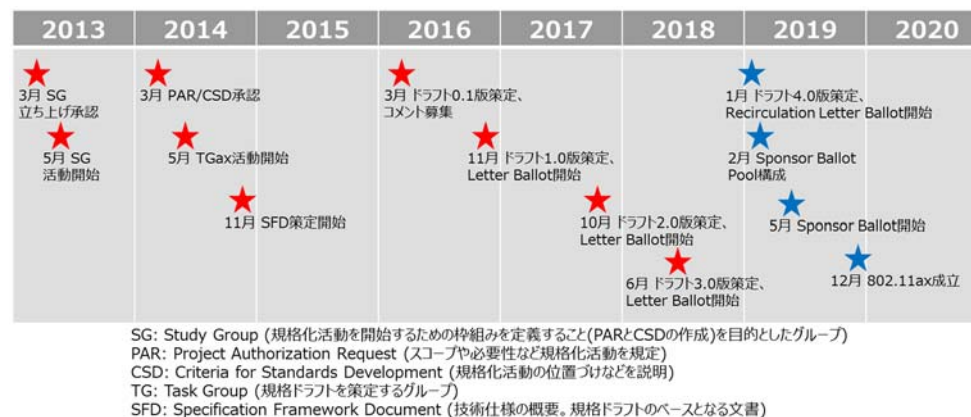 2013 2014 2015 2016 2017 2018 2019 2020
3月 SG
立ち上げ承認
5月 SG
活動開始
3月 PAR/CSD承認
5月 TGax活動開始
11月 SFD策定開始
3月 ドラフト0.1版策定、
コメント募集
11月 ドラフト1.0版策定、
Letter Ballot開始
10月 ドラフト2.0版策定、
Letter Ballot開始
6月 ドラフト3.0版策定、
Letter Ballot開始
1月 ドラフト4.0版策定、
Recirculation Letter Ballot開始
2月 Sponsor Ballot
Pool構成
5月 Sponsor Ballot開始
12月 802.11ax成立
SG: Study Group (規格化活動を開始するための枠組みを定義すること(PARとCSDの作成)を目的としたグループ)
PAR: Project Authorization Request (スコープや必要性など規格化活動を規定)
CSD: Criteria for Standards Development (規格化活動の位置づけなどを説明)
TG: Task Group (規格ドラフトを策定するグループ)
SFD: Specification Framework Document (技術仕様の概要。規格ドラフトのベースとなる文書)